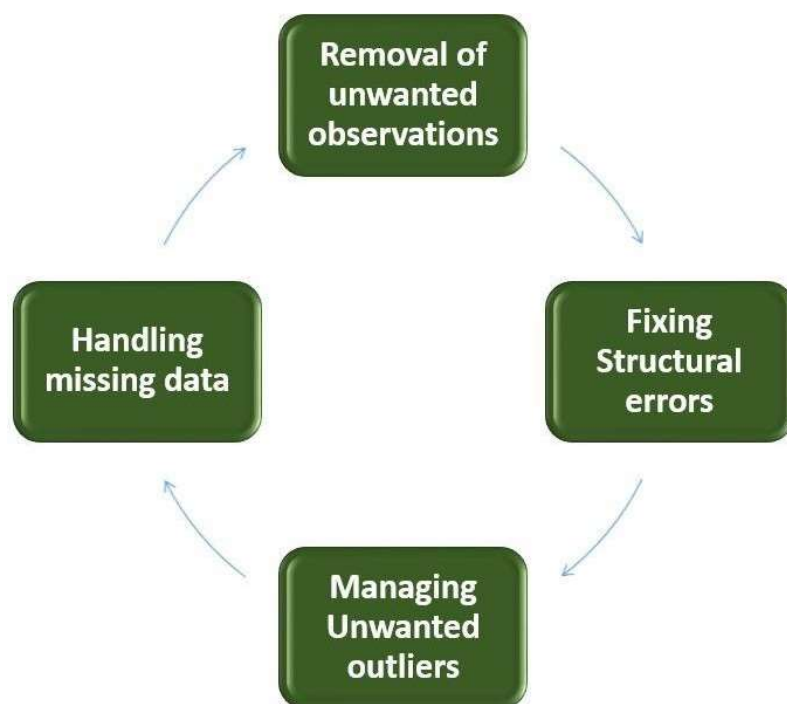 Removal of
unwanted
observations
Handling
missing data
Fixing
Structural
errors
Managing
Unwanted
outliers